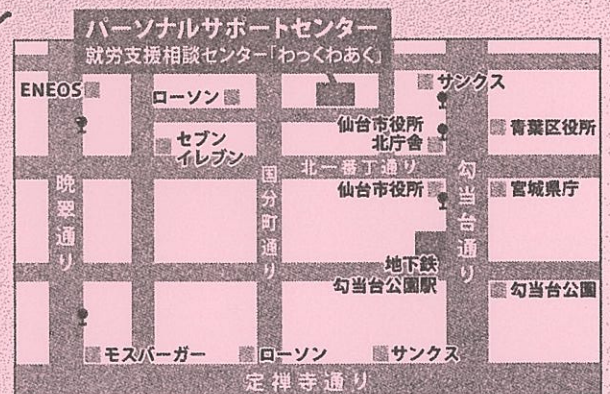 パーソナルサポートセンター
就労支援相談センター「わっくわあく」
ENEOS
ローソン
サンクス
セブン
イレブン
仙台市役所
北庁舎
青葉区役所
北一番丁通り
晩翠通り
国分町通り
仙台市役所
勾当台通り
宮城県庁
地下鉄
勾当台公園駅
勾当台公園
モスバーガー
ローソン
サンクス
定禅寺通り